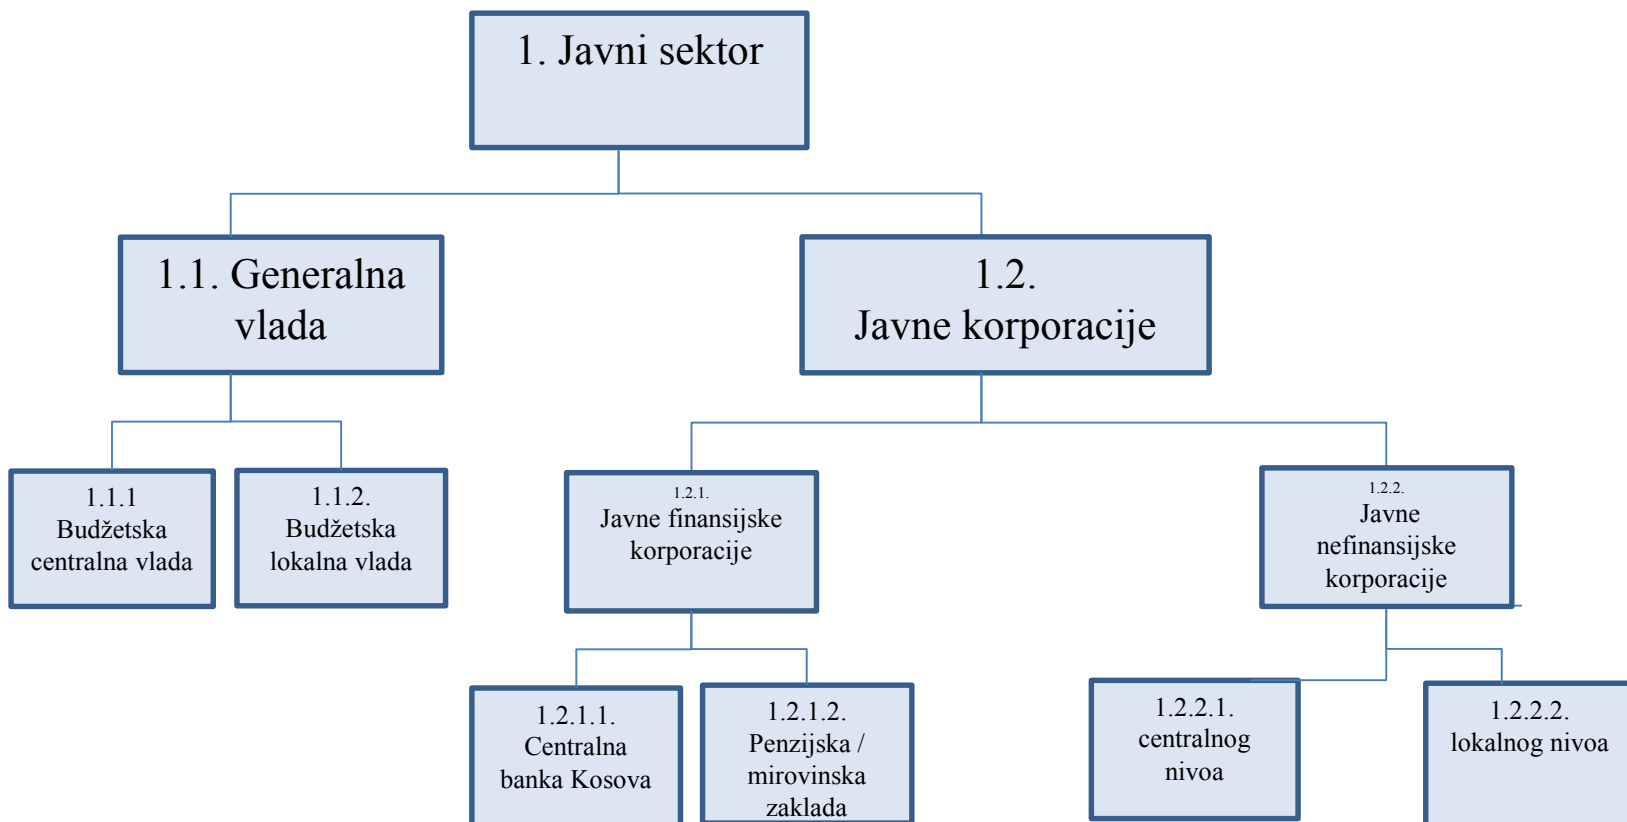 1. Javni sektor
1.1. Generalna
vlada
1.2.
Javne korporacije
1.1.1
Budžetska
centralna vlada
1.1.2.
Budžetska
lokalna vlada
1.2.1.
Javne finansijske
korporacije
1.2.2.
Javne
nefinansijske
korporacije
1.2.1.1.
Centralna
banka Kosova
1.2.1.2.
Penzijska /
mirovinska
zaklada
1.2.2.1.
centralnog
nivoa
1.2.2.2.
lokalnog nivoa